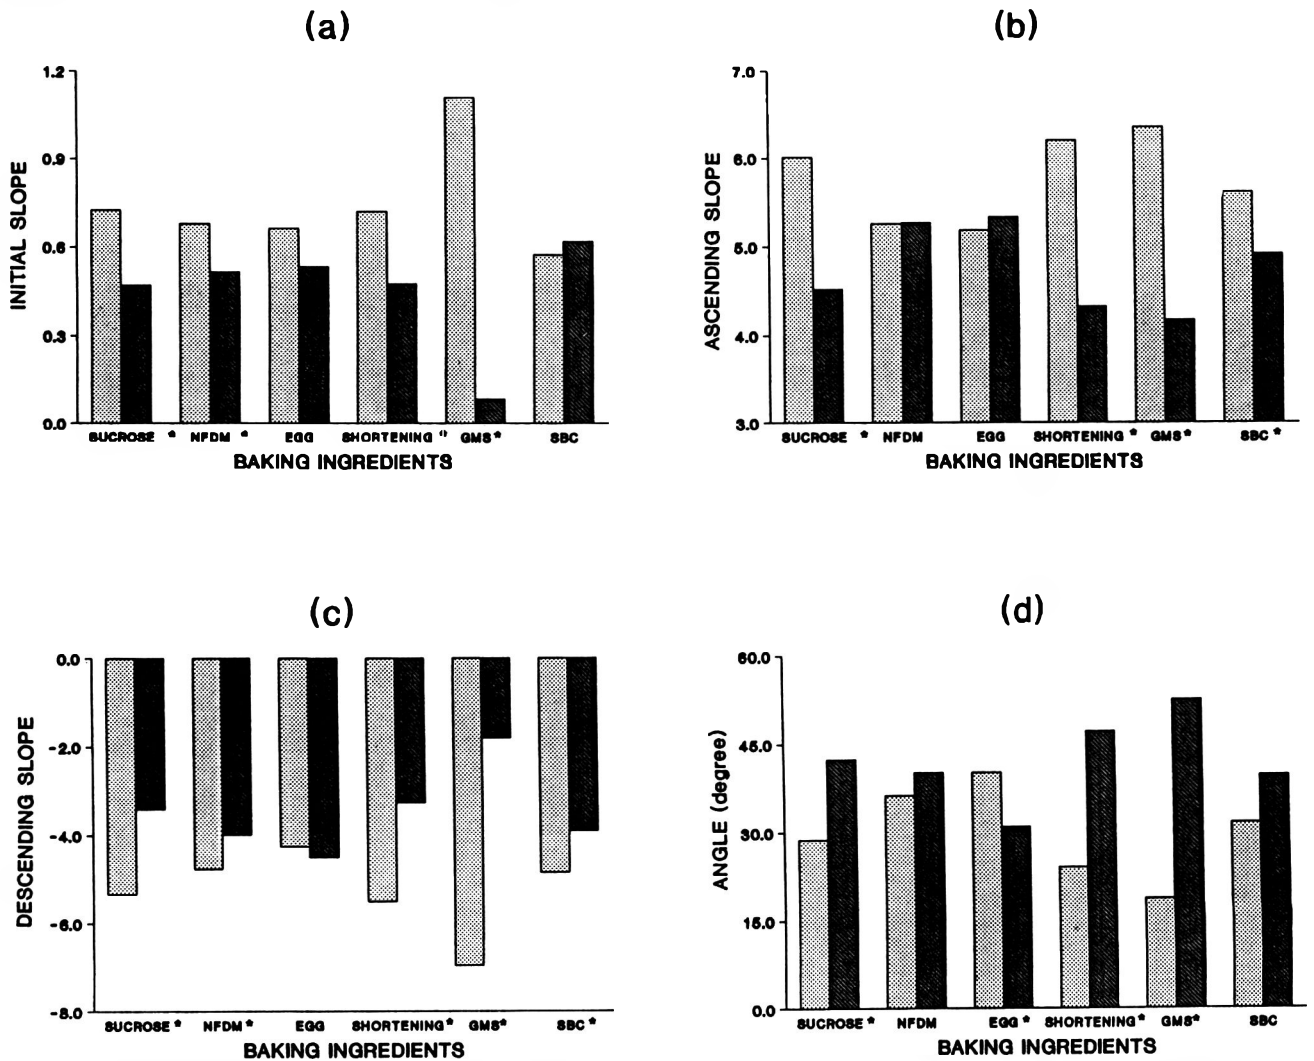 (a)
1.2
0.9
0.6
0.3
0.0
INITIAL SLOPE
SUCROSE * NFDM * EGG SHORTENING * GMS * SBC
BAKING INGREDIENTS
(b)
7.0
6.0
5.0
4.0
3.0
ASCENDING SLOPE
SUCROSE * NFDM EGG SHORTENING * GMS * SBC *
BAKING INGREDIENTS
(c)
0.0
-2.0
-4.0
-6.0
-8.0
DESCENDING SLOPE
SUCROSE * NFDM * EGG SHORTENING * GMS * SBC *
BAKING INGREDIENTS
(d)
60.0
45.0
30.0
15.0
0.0
ANGLE (degree)
SUCROSE * NFDM EGG * SHORTENING * GMS * SBC
BAKING INGREDIENTS